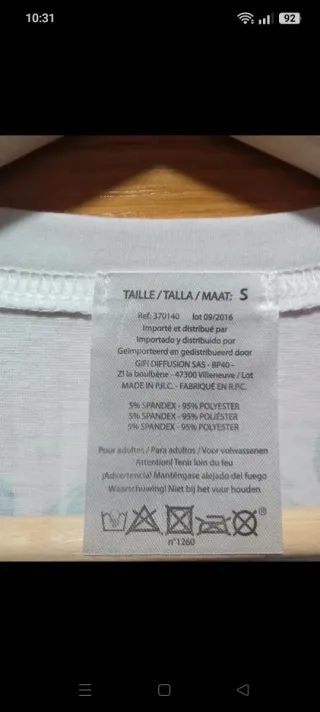 10:31
92
TAILLE / TALLA / MAAT: S
Ref: 370140 lot 09/2016
Importé et distribué par
Importado y distribuido por
Geïmporteerd en gedistribueerd door
GIFI DIFFUSION SAS - BP40 -
ZI la boulbène - 47300 Villeneuve / Lot
MADE IN P.R.C. - FABRIQUÉ EN R.P.C.
5% SPANDEX - 95% POLYESTER
5% SPANDEX - 95% POLIÉSTER
5% SPANDEX - 95% POLYESTER
Pour adultes / Para adultos / Voor volwassenen
Attention! Tenir loin du feu
¡Advertencia! Manténgase alejado del fuego
Waarschuwing! Niet bij het vuur houden
®
n°1260